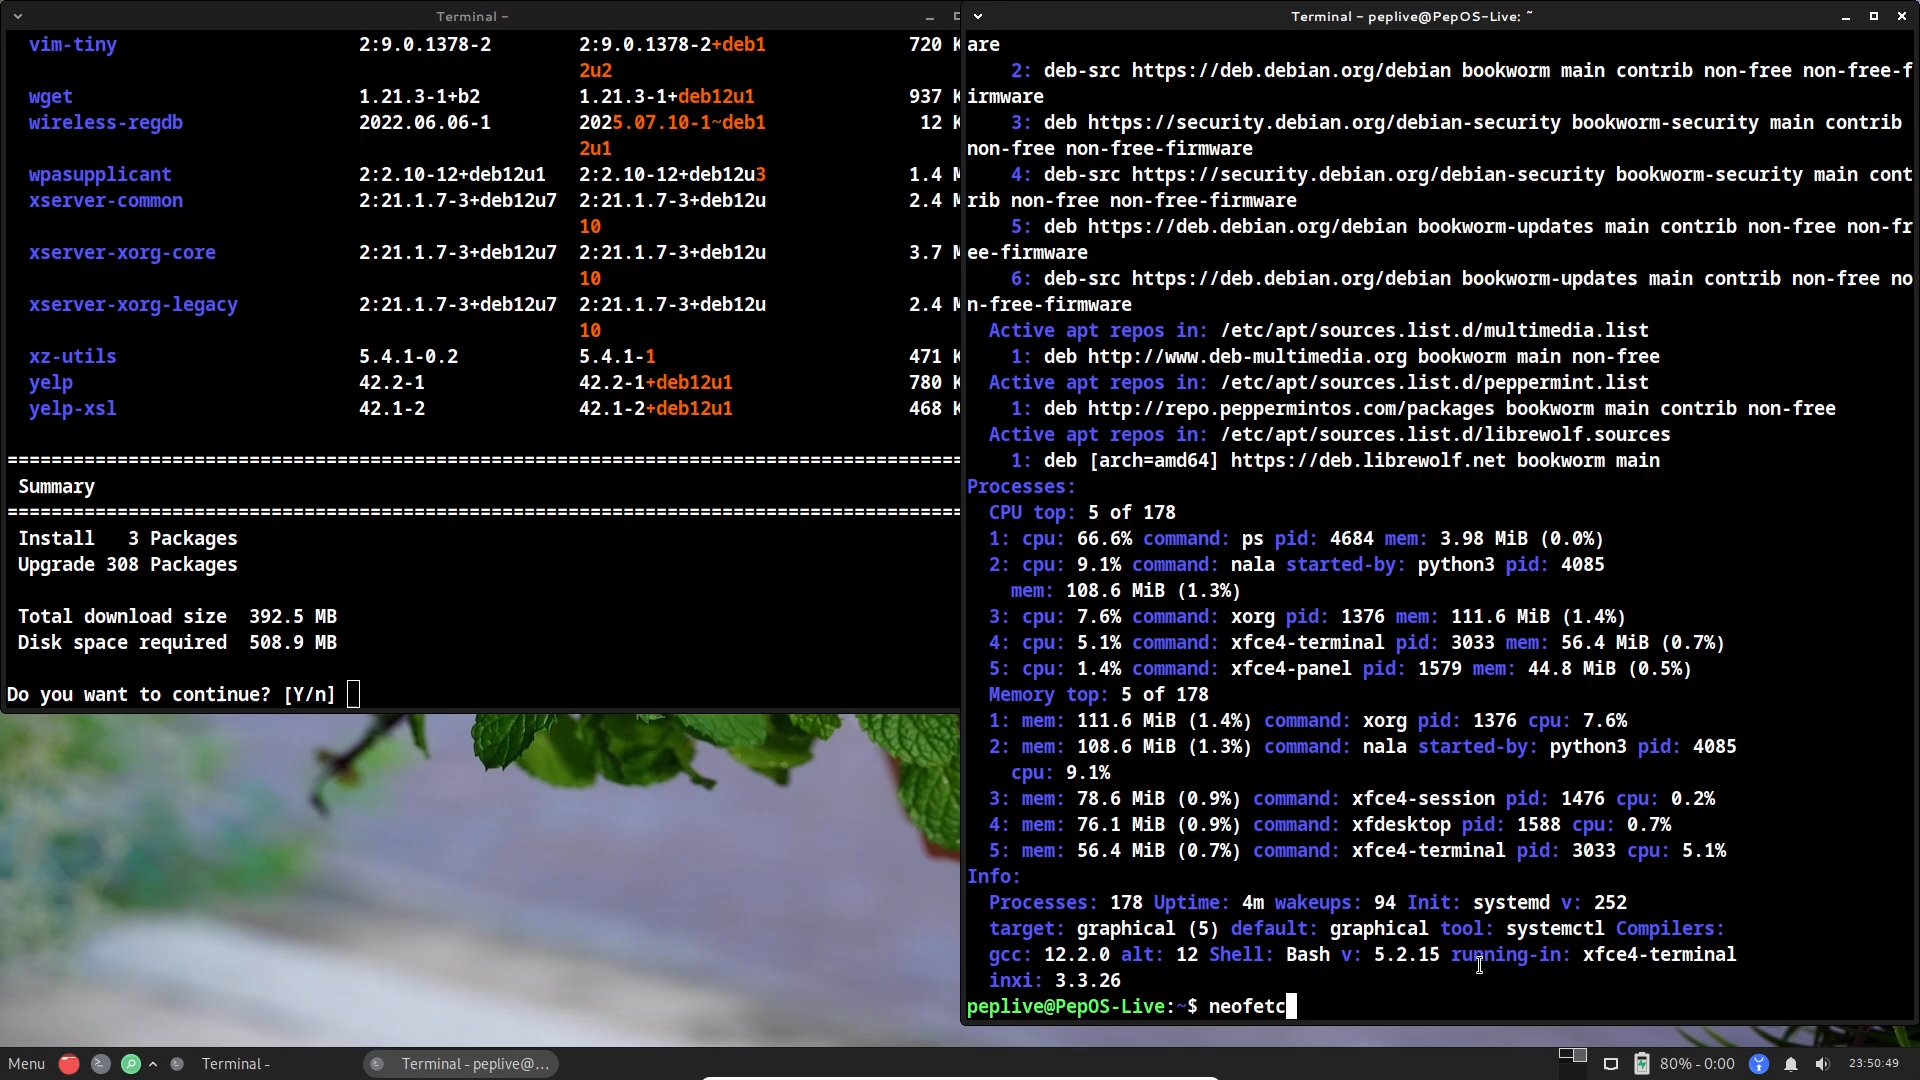 Terminal –
vim-tiny 2:9.0.1378-2 2:9.0.1378-2+deb1 720 K
2u2
wget 1.21.3-1+b2 1.21.3-1+deb12u1 937 K
wireless-regdb 2022.06.06-1 2025.07.10-1~deb1 12 K
2u1
wpasupplicant 2:2.10-12+deb12u1 2:2.10-12+deb12u3 1.4 M
xserver-common 2:21.1.7-3+deb12u7 2:21.1.7-3+deb12u 2.4 M
10
xserver-xorg-core 2:21.1.7-3+deb12u7 2:21.1.7-3+deb12u 3.7 M
10
xserver-xorg-legacy 2:21.1.7-3+deb12u7 2:21.1.7-3+deb12u 2.4 M
10
xz-utils 5.4.1-0.2 5.4.1-1 471 K
yelp 42.2-1 42.2-1+deb12u1 780 K
yelp-xsl 42.1-2 42.1-2+deb12u1 468 K
Summary
Install 3 Packages
Upgrade 308 Packages
Total download size 392.5 MB
Disk space required 508.9 MB
Do you want to continue? [Y/n]
Terminal – peplive@PepOS-Live: ~
are
2: deb-src https://deb.debian.org/debian bookworm main contrib non-free non-free-f
irmware
3: deb https://security.debian.org/debian-security bookworm-security main contrib
non-free non-free-firmware
4: deb-src https://security.debian.org/debian-security bookworm-security main cont
rib non-free non-free-firmware
5: deb https://deb.debian.org/debian bookworm-updates main contrib non-free non-fr
ee-firmware
6: deb-src https://deb.debian.org/debian bookworm-updates main contrib non-free no
n-free-firmware
Active apt repos in: /etc/apt/sources.list.d/multimedia.list
1: deb http://www.deb-multimedia.org bookworm main non-free
Active apt repos in: /etc/apt/sources.list.d/peppermint.list
1: deb http://repo.peppermintos.com/packages bookworm main contrib non-free
Active apt repos in: /etc/apt/sources.list.d/librewolf.sources
1: deb [arch=amd64] https://deb.librewolf.net bookworm main
Processes:
CPU top: 5 of 178
1: cpu: 66.6% command: ps pid: 4684 mem: 3.98 MiB (0.0%)
2: cpu: 9.1% command: nala started-by: python3 pid: 4085
mem: 108.6 MiB (1.3%)
3: cpu: 7.6% command: xorg pid: 1376 mem: 111.6 MiB (1.4%)
4: cpu: 5.1% command: xfce4-terminal pid: 3033 mem: 56.4 MiB (0.7%)
5: cpu: 1.4% command: xfce4-panel pid: 1579 mem: 44.8 MiB (0.5%)
Memory top: 5 of 178
1: mem: 111.6 MiB (1.4%) command: xorg pid: 1376 cpu: 7.6%
2: mem: 108.6 MiB (1.3%) command: nala started-by: python3 pid: 4085
cpu: 9.1%
3: mem: 78.6 MiB (0.9%) command: xfce4-session pid: 1476 cpu: 0.2%
4: mem: 76.1 MiB (0.9%) command: xfdesktop pid: 1588 cpu: 0.7%
5: mem: 56.4 MiB (0.7%) command: xfce4-terminal pid: 3033 cpu: 5.1%
Info:
Processes: 178 Uptime: 4m wakeups: 94 Init: systemd v: 252
target: graphical (5) default: graphical tool: systemctl Compilers:
gcc: 12.2.0 alt: 12 Shell: Bash v: 5.2.15 running-in: xfce4-terminal
inxi: 3.3.26
peplive@PepOS-Live:~$ neofetc
Menu Terminal – Terminal – peplive@... 80% - 0:00 23:50:49